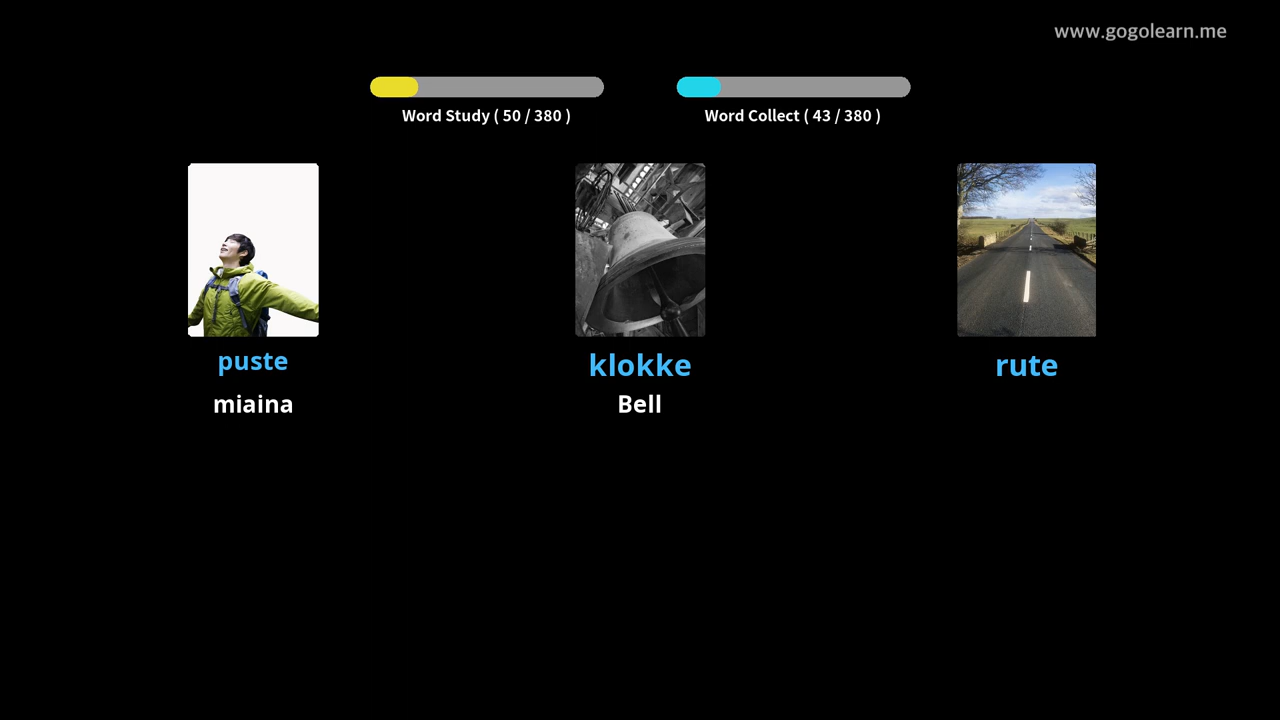 www.gogolearn.me
Word Study ( 50 / 380 )
Word Collect ( 43 / 380 )
puste
klokke
rute
miaina
Bell